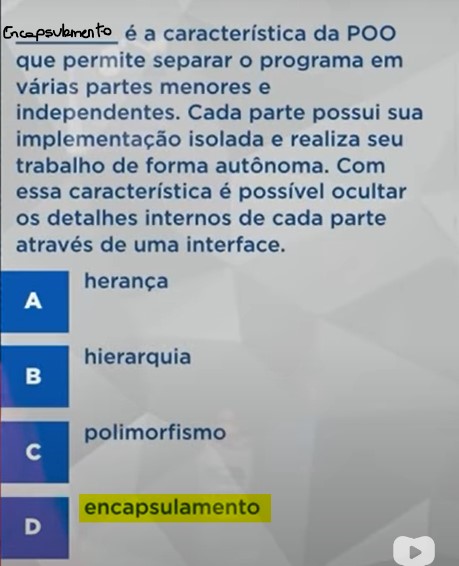 Encapsulamento é a característica da POO
que permite separar o programa em
várias partes menores e
independentes. Cada parte possui sua
implementação isolada e realiza seu
trabalho de forma autônoma. Com
essa característica é possível ocultar
os detalhes internos de cada parte
através de uma interface.
A herança
B hierarquia
C polimorfismo
D encapsulamento